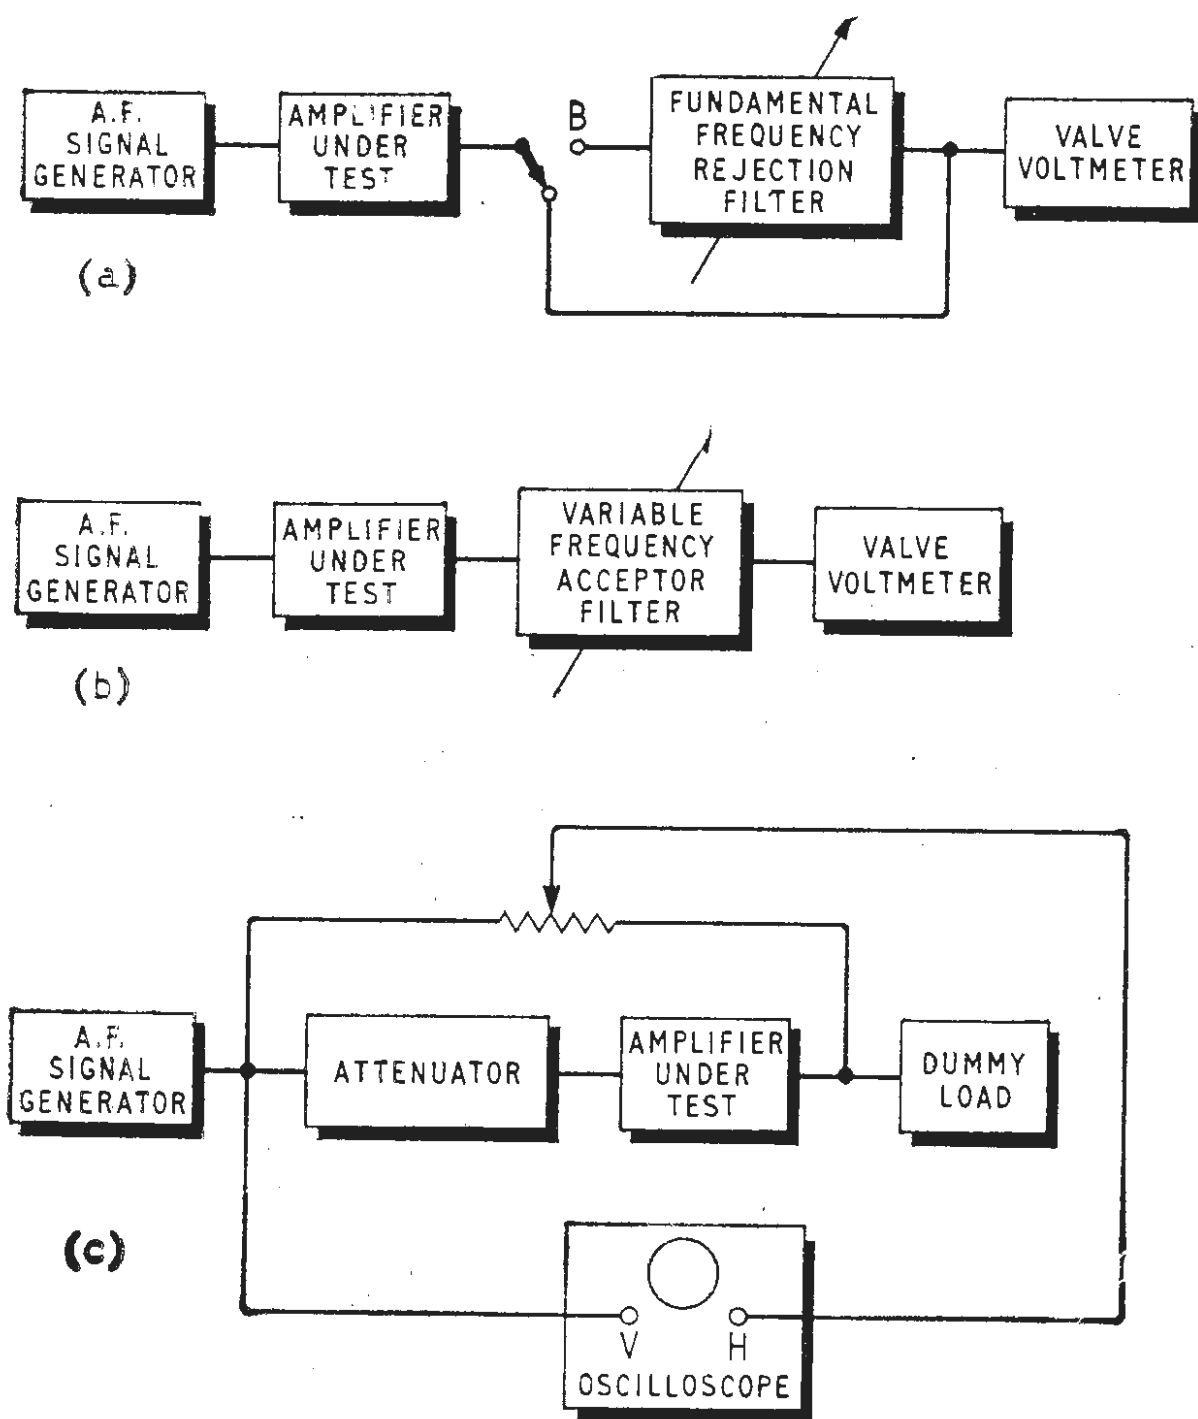 A.F.
SIGNAL
GENERATOR
AMPLIFIER
UNDER
TEST
B
FUNDAMENTAL
FREQUENCY
REJECTION
FILTER
VALVE
VOLTMETER
(a)
A.F.
SIGNAL
GENERATOR
AMPLIFIER
UNDER
TEST
VARIABLE
FREQUENCY
ACCEPTOR
FILTER
VALVE
VOLTMETER
(b)
A.F.
SIGNAL
GENERATOR
ATTENUATOR
AMPLIFIER
UNDER
TEST
DUMMY
LOAD
(c)
V
H
OSCILLOSCOPE